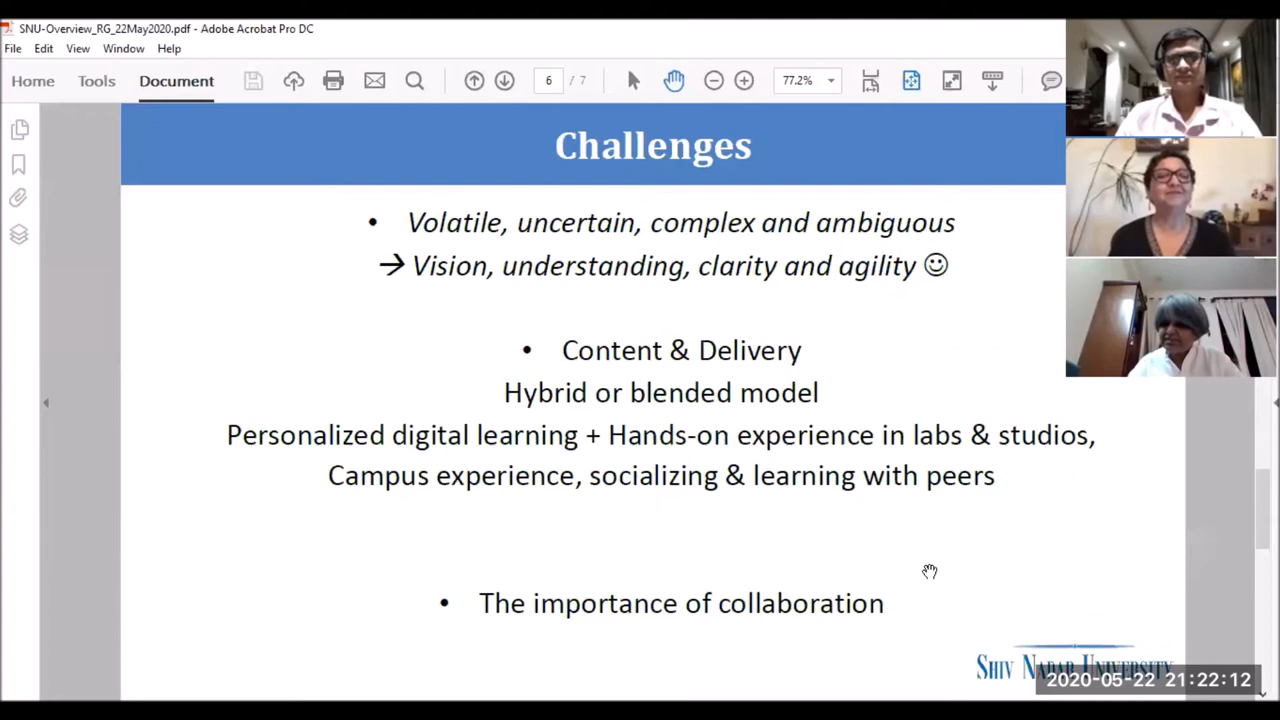 SNU-Overview_RG_22May2020.pdf - Adobe Acrobat Pro DC
File Edit View Window Help
Home Tools Document 6 / 7 77.2%
Challenges
• Volatile, uncertain, complex and ambiguous
→ Vision, understanding, clarity and agility ☺
• Content & Delivery
Hybrid or blended model
Personalized digital learning + Hands-on experience in labs & studios,
Campus experience, socializing & learning with peers
• The importance of collaboration
SHIV NADAR UNIVERSITY
2020-05-22 21:22:12